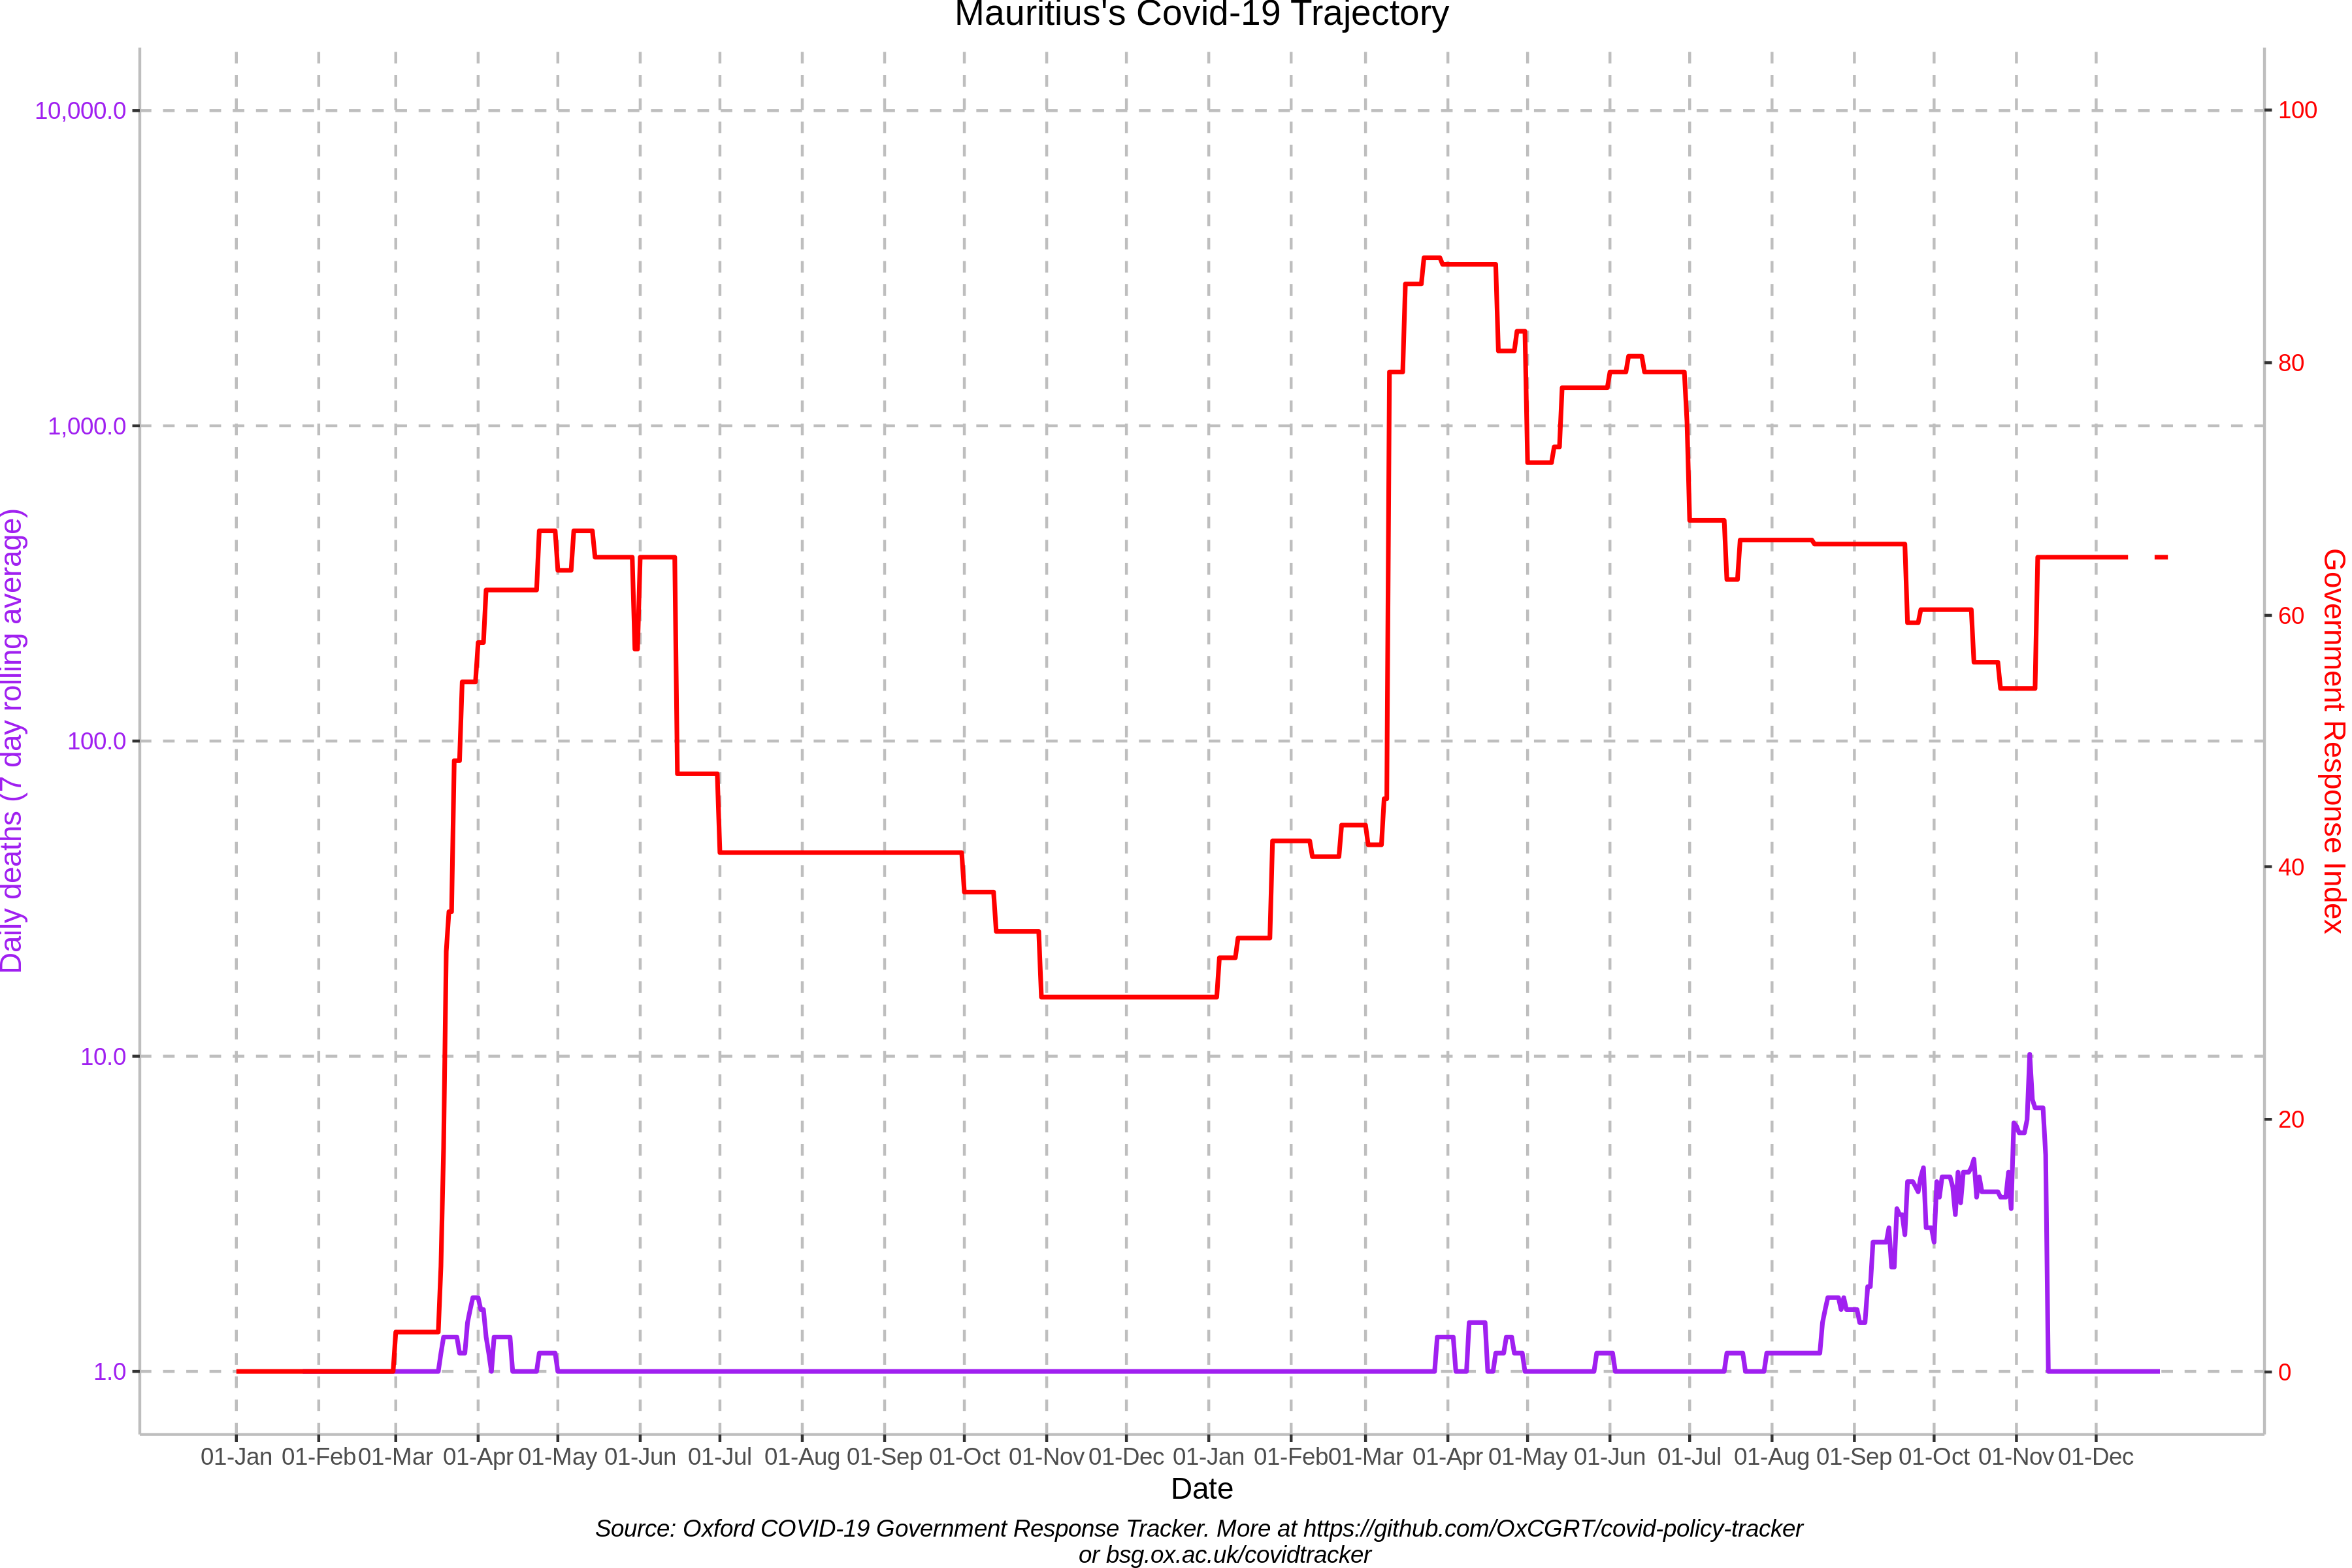 Mauritius's Covid-19 Trajectory
10,000.0
1,000.0
100.0
10.0
1.0
Daily deaths (7 day rolling average)
100
80
60
40
20
0
Government Response Index
01-Jan 01-Feb 01-Mar 01-Apr 01-May 01-Jun 01-Jul 01-Aug 01-Sep 01-Oct 01-Nov 01-Dec 01-Jan 01-Feb 01-Mar 01-Apr 01-May 01-Jun 01-Jul 01-Aug 01-Sep 01-Oct 01-Nov 01-Dec
Date
Source: Oxford COVID-19 Government Response Tracker. More at https://github.com/OxCGRT/covid-policy-tracker
or bsg.ox.ac.uk/covidtracker